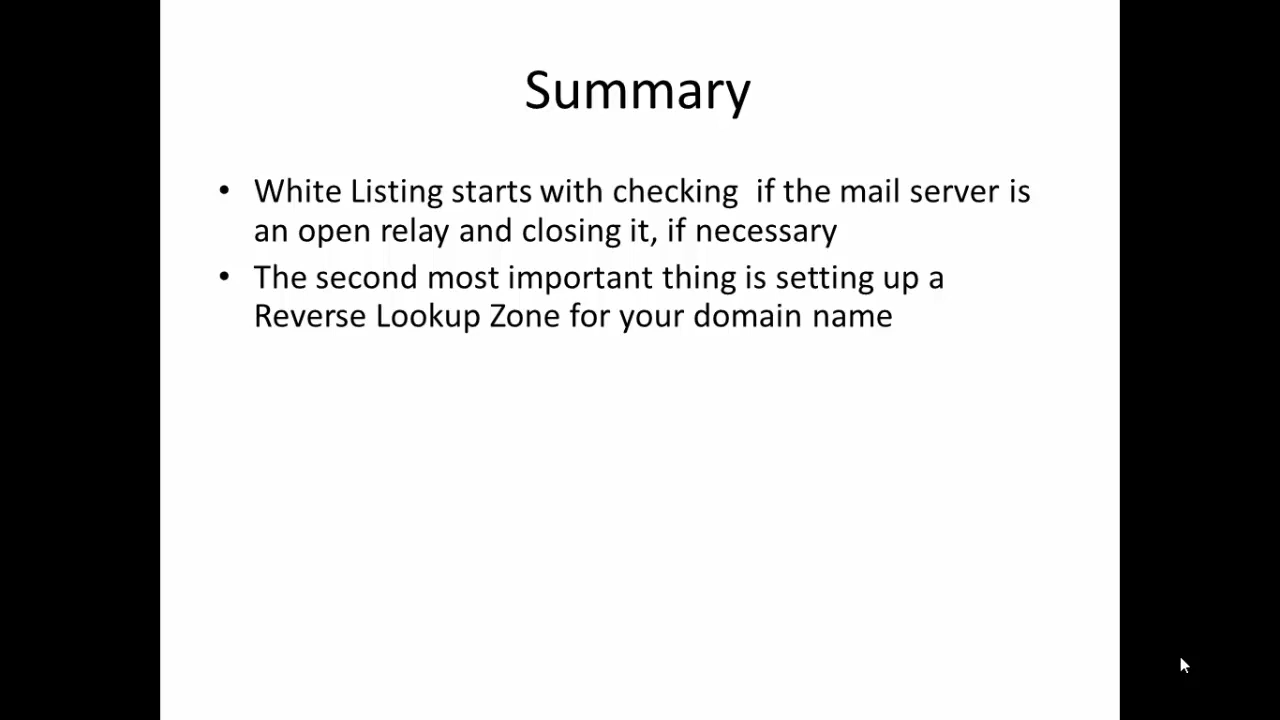 Summary
• White Listing starts with checking  if the mail server is
an open relay and closing it, if necessary
• The second most important thing is setting up a
Reverse Lookup Zone for your domain name